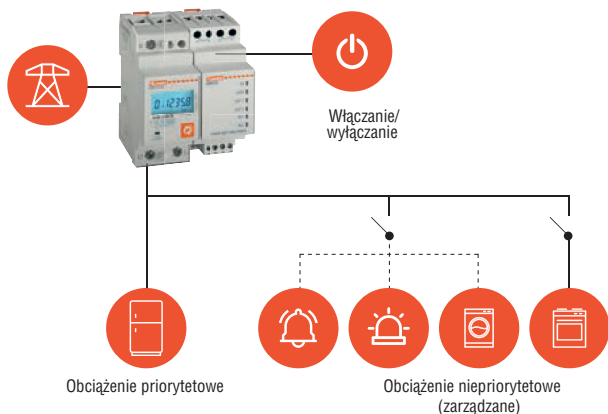 Włączanie/
wyłączanie
Obciążenie priorytetowe
Obciążenie niepriorytetowe
(zarządzane)